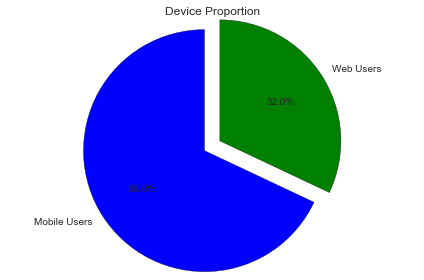 Device Proportion
Web Users
32.0%
Mobile Users